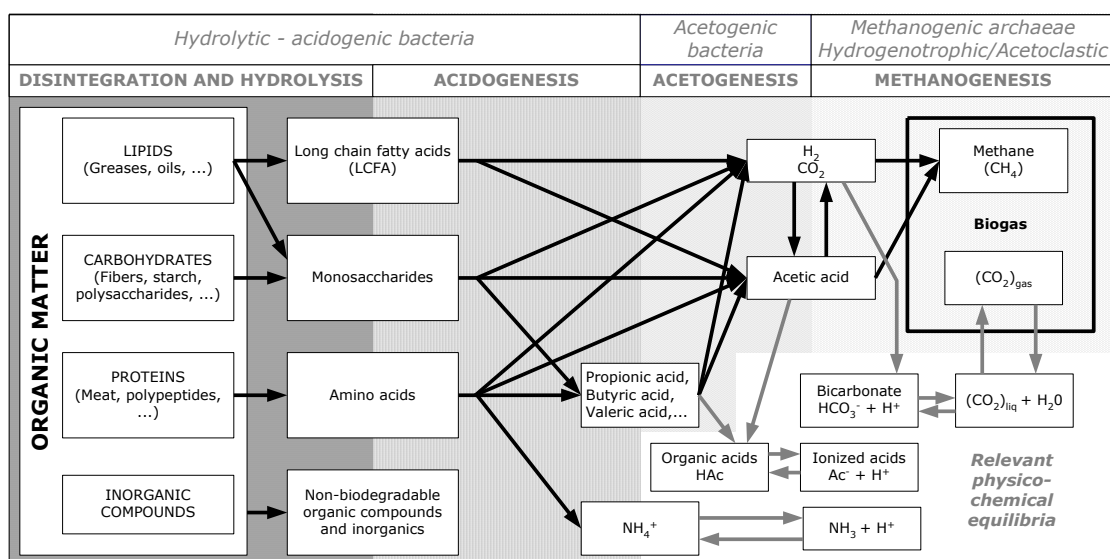 Hydrolytic - acidogenic bacteria
Acetogenic
bacteria
Methanogenic archaeae
Hydrogenotrophic/Acetoclastic
DISINTEGRATION AND HYDROLYSIS
ACIDOGENESIS
ACETOGENESIS
METHANOGENESIS
ORGANIC MATTER
LIPIDS
(Greases, oils, ...)
Long chain fatty acids
(LCFA)
H₂
CO₂
Methane
(CH₄)
Biogas
CARBOHYDRATES
(Fibers, starch,
polysaccharides, ...)
Monosaccharides
Acetic acid
(CO₂)gas
PROTEINS
(Meat, polypeptides,
...)
Amino acids
Propionic acid,
Butyric acid,
Valeric acid,...
Bicarbonate
HCO₃⁻ + H⁺
(CO₂)liq + H₂0
Organic acids
HAc
Ionized acids
Ac⁻ + H⁺
Relevant
physico-
chemical
equilibria
INORGANIC
COMPOUNDS
Non-biodegradable
organic compounds
and inorganics
NH₄⁺
NH₃ + H⁺